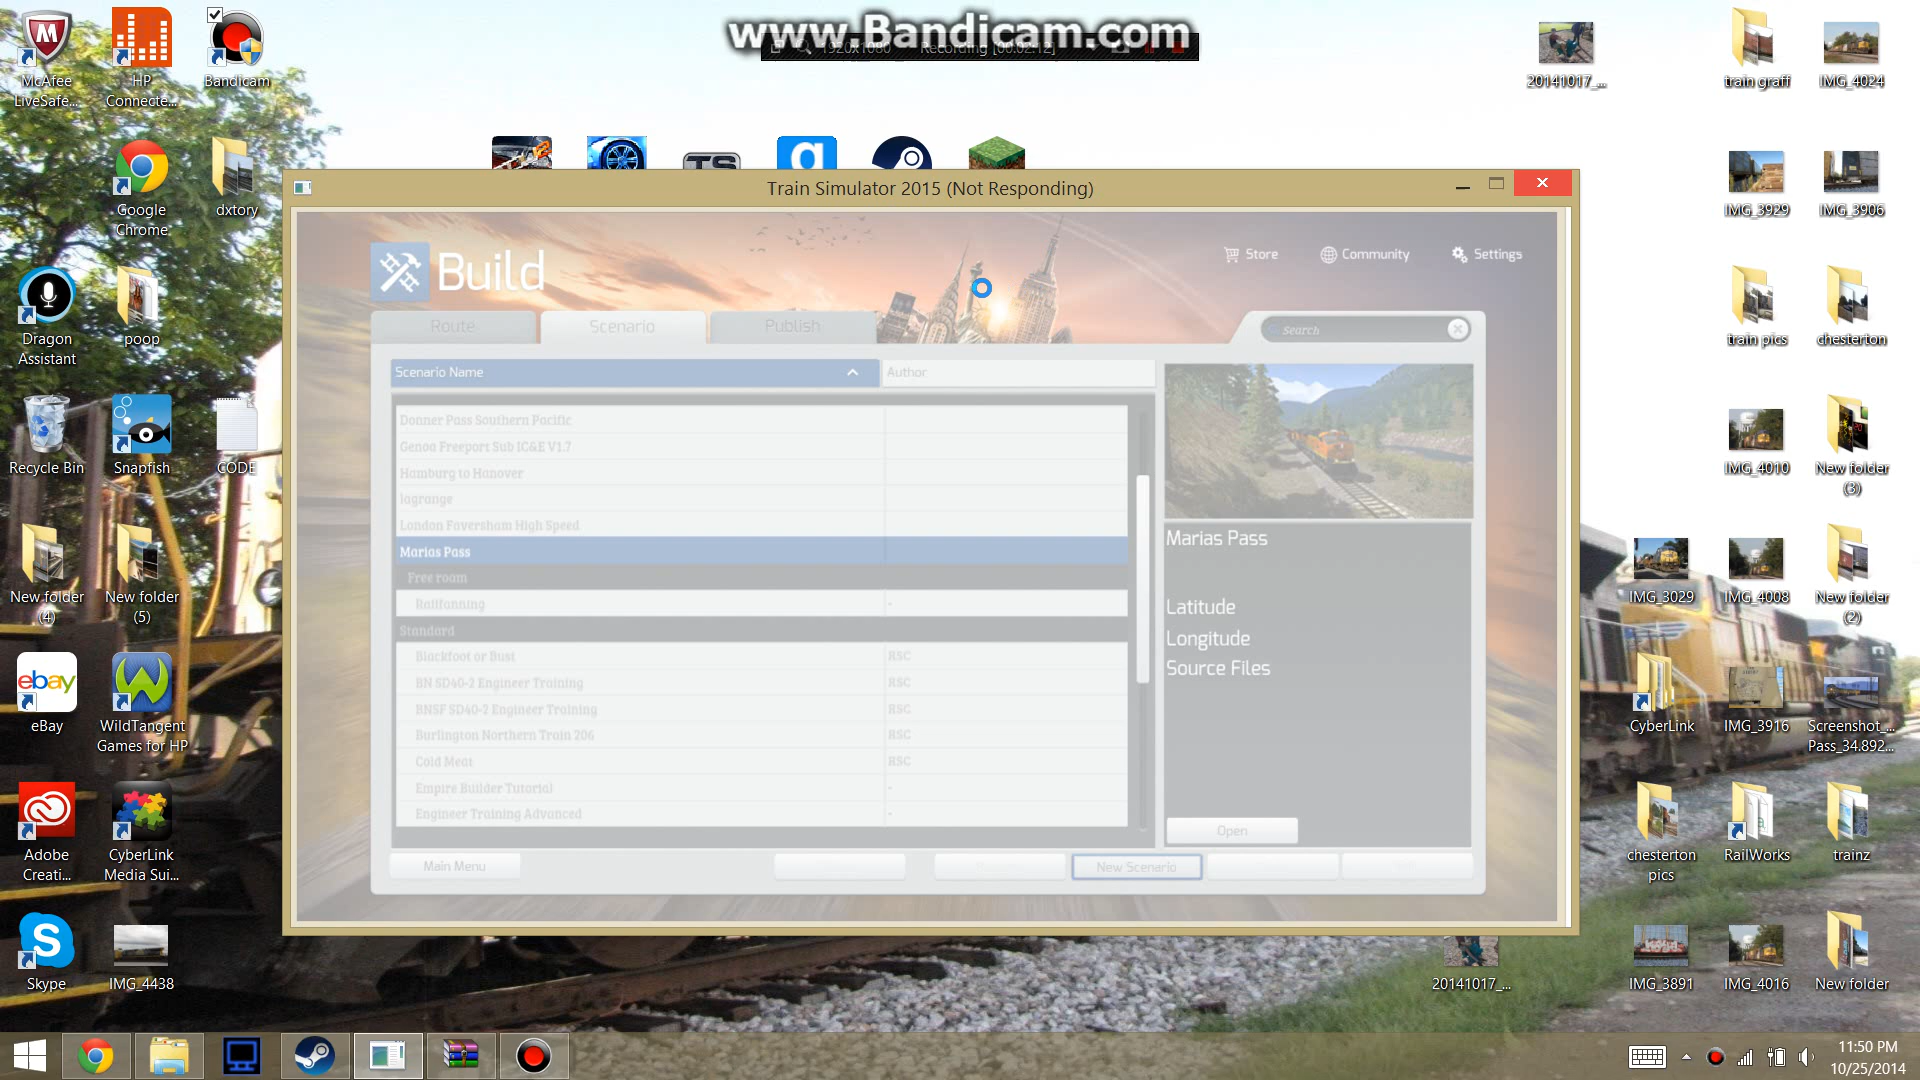 www.Bandicam.com
1920x1080 Recording [00:02:12]
McAfee LiveSafe...
HP Connecte...
Bandicam
20141017_...
train graff
IMG_4024
Google Chrome
dxtory
TS
IMG_3929
IMG_3906
Train Simulator 2015 (Not Responding)
Build
Store
Community
Settings
Dragon Assistant
poop
train pics
chesterton
Route
Scenario
Publish
Search
Scenario Name
Author
Donner Pass Southern Pacific
Genoa Freeport Sub IC&E V1.7
Hamburg to Hanover
lagrange
London Faversham High Speed
Marias Pass
Free roam
Railfanning -
Standard
Blackfoot or Bust RSC
BN SD40-2 Engineer Training RSC
BNSF SD40-2 Engineer Training RSC
Burlington Northern Train 206 RSC
Cold Meat RSC
Empire Builder Tutorial -
Engineer Training Advanced -
Marias Pass
Latitude
Longitude
Source Files
Open
Main Menu
New Scenario
Recycle Bin
Snapfish
CODE
IMG_4010
New folder (3)
New folder (4)
New folder (5)
IMG_3029
IMG_4008
New folder (2)
ebay
eBay
WildTangent Games for HP
CyberLink
IMG_3916
Screenshot_... Pass_34.892...
Adobe Creati...
CyberLink Media Sui...
chesterton pics
RailWorks
trainz
Skype
IMG_4438
20141017_...
IMG_3891
IMG_4016
New folder
11:50 PM
10/25/2014